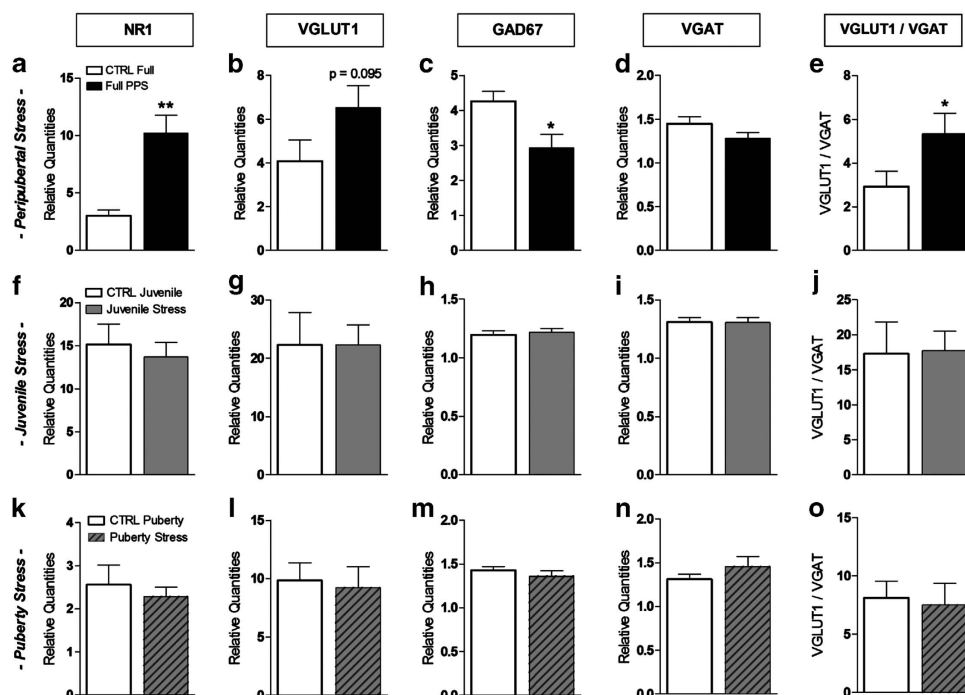 NR1
VGLUT1
GAD67
VGAT
VGLUT1 / VGAT
- Peripubertal Stress -
a
CTRL Full
Full PPS
Relative Quantities
15
10
5
0
**
b
p = 0.095
Relative Quantities
8
6
4
2
0
c
Relative Quantities
5
4
3
2
1
0
*
d
Relative Quantities
2.0
1.5
1.0
0.5
0.0
e
VGLUT1 / VGAT
8
6
4
2
0
*
- Juvenile Stress -
f
CTRL Juvenile
Juvenile Stress
Relative Quantities
20
15
10
5
0
g
Relative Quantities
30
20
10
0
h
Relative Quantities
1.5
1.0
0.5
0.0
i
Relative Quantities
1.5
1.0
0.5
0.0
j
VGLUT1 / VGAT
25
20
15
10
5
0
- Puberty Stress -
k
CTRL Puberty
Puberty Stress
Relative Quantities
4
3
2
1
0
l
Relative Quantities
15
10
5
0
m
Relative Quantities
2.0
1.5
1.0
0.5
0.0
n
Relative Quantities
2.0
1.5
1.0
0.5
0.0
o
VGLUT1 / VGAT
15
10
5
0